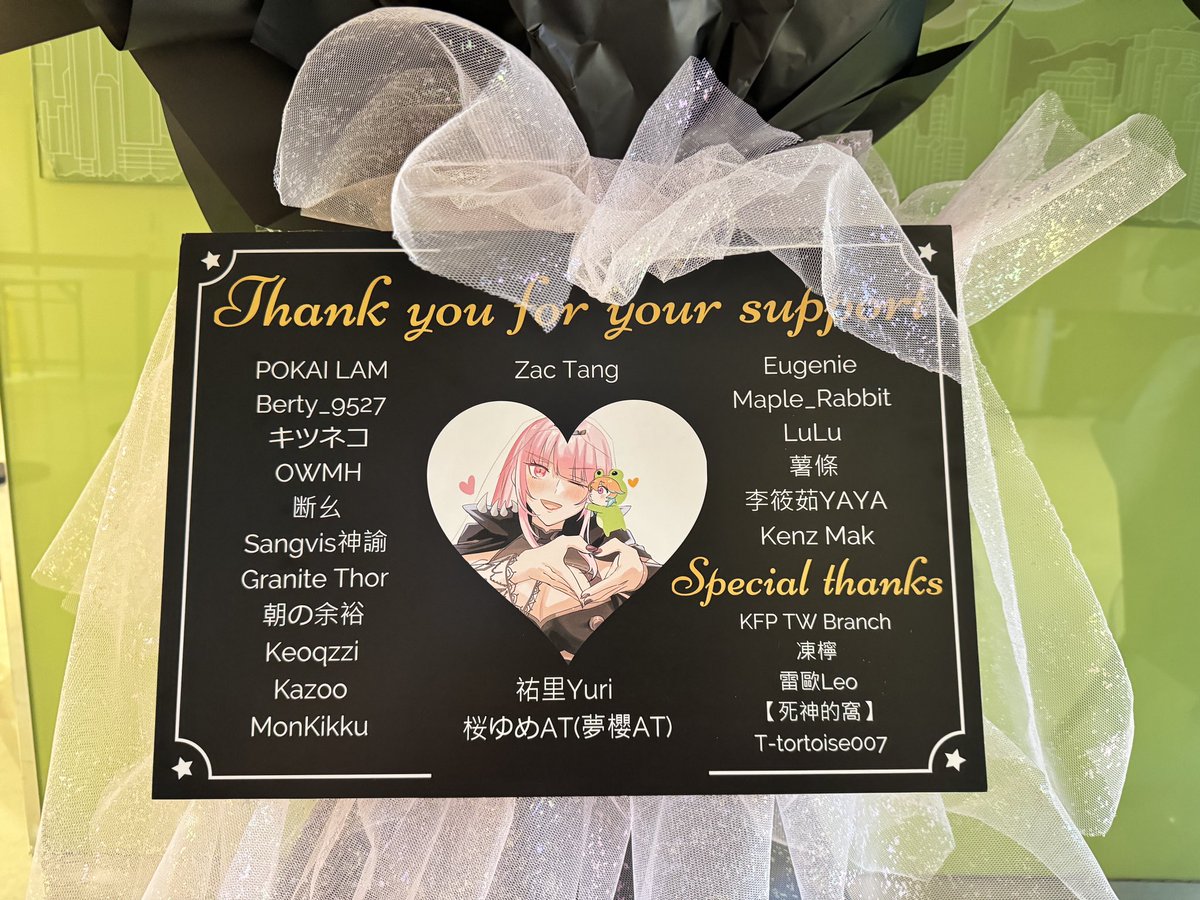 Thank you for your support
POKAI LAM
Berty_9527
キツネコ
OWMH
断幺
Sangvis神諭
Granite Thor
朝の余裕
Keoqzzi
Kazoo
MonKikku
Zac Tang
祐里Yuri
桜ゆめAT(夢櫻AT)
Eugenie
Maple_Rabbit
LuLu
薯條
李筱茹YAYA
Kenz Mak
Special thanks
KFP TW Branch
凍檸
雷歐Leo
【死神的窩】
T-tortoise007